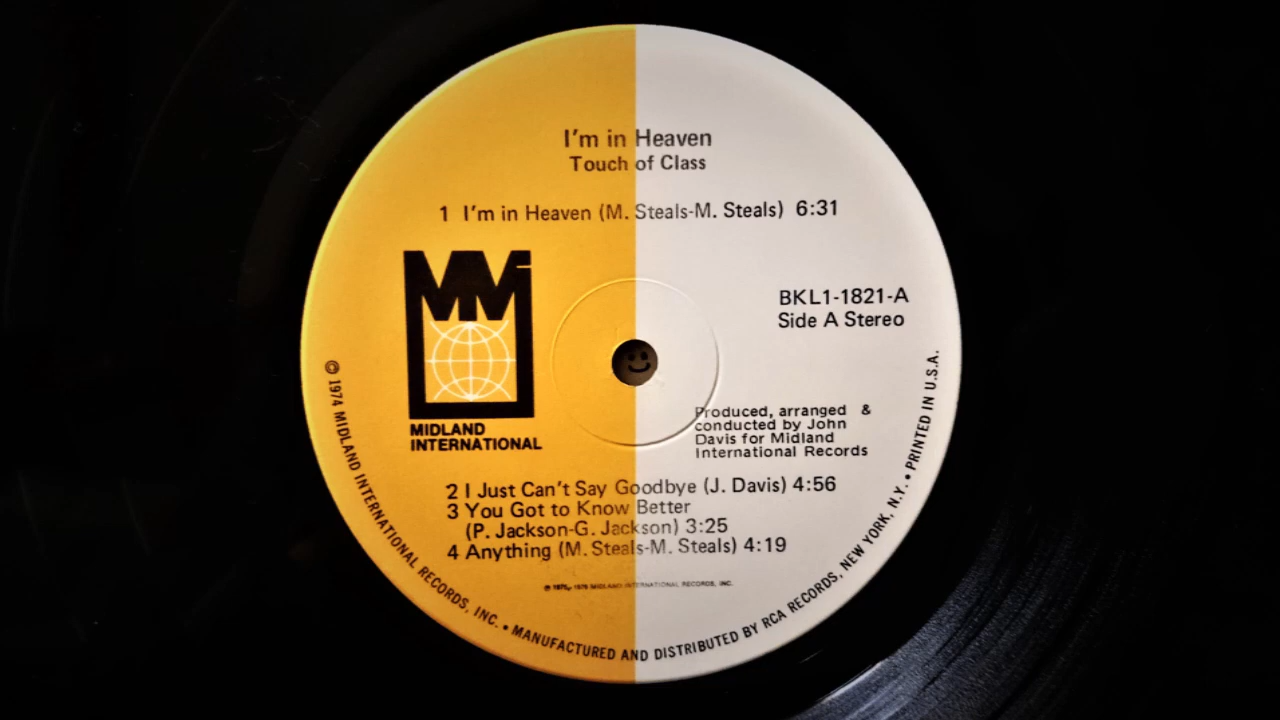 I'm in Heaven
Touch of Class
1 I'm in Heaven (M. Steals-M. Steals) 6:31
BKL1-1821-A
Side A Stereo
MIDLAND
INTERNATIONAL
Produced, arranged &
conducted by John
Davis for Midland
International Records
2 I Just Can't Say Goodbye (J. Davis) 4:56
3 You Got to Know Better
(P. Jackson-G. Jackson) 3:25
4 Anything (M. Steals-M. Steals) 4:19
MIDLAND INTERNATIONAL RECORDS, INC.
© 1974 MIDLAND INTERNATIONAL RECORDS, INC. • MANUFACTURED AND DISTRIBUTED BY RCA RECORDS, NEW YORK, N.Y. • PRINTED IN U.S.A.